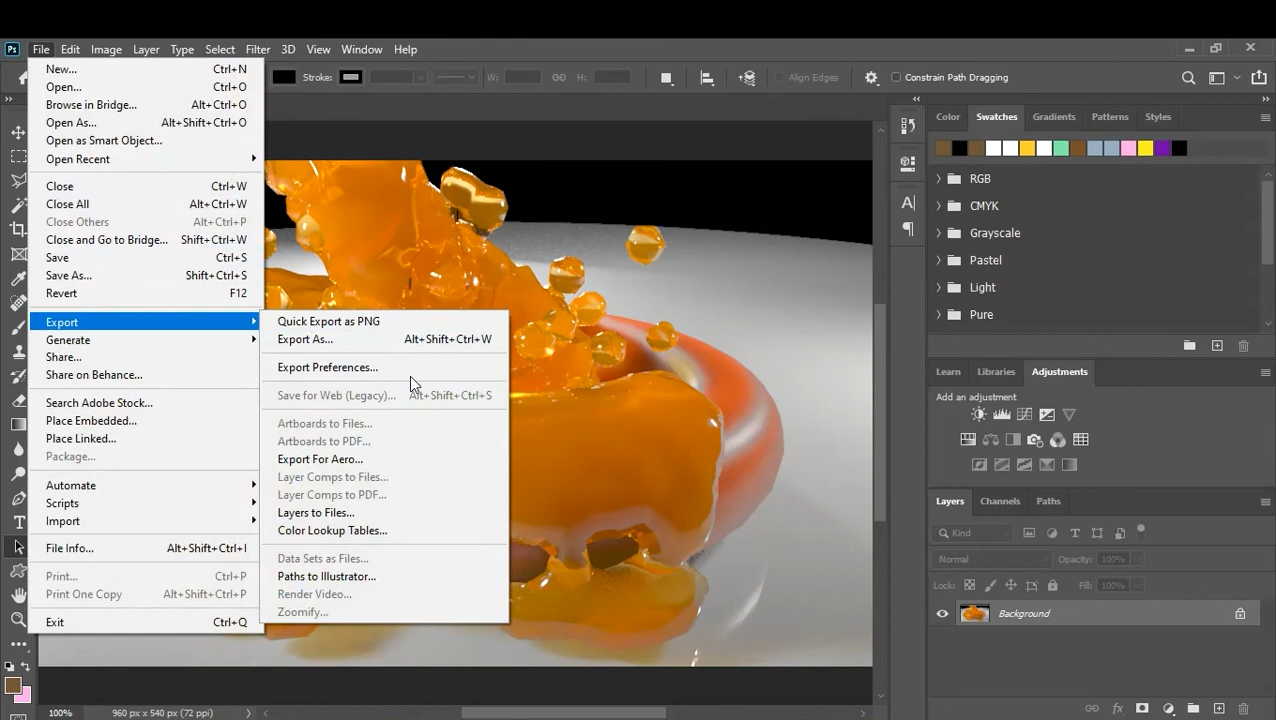 Ps File Edit Image Layer Type Select Filter 3D View Window Help
Stroke: W: H: Align Edges Constrain Path Dragging
New... Ctrl+N
Open... Ctrl+O
Browse in Bridge... Alt+Ctrl+O
Open As... Alt+Shift+Ctrl+O
Open as Smart Object...
Open Recent
Close Ctrl+W
Close All Alt+Ctrl+W
Close Others Alt+Ctrl+P
Close and Go to Bridge... Shift+Ctrl+W
Save Ctrl+S
Save As... Shift+Ctrl+S
Revert F12
Export
Generate
Share...
Share on Behance...
Search Adobe Stock...
Place Embedded...
Place Linked...
Package...
Automate
Scripts
Import
File Info... Alt+Shift+Ctrl+I
Print... Ctrl+P
Print One Copy Alt+Shift+Ctrl+P
Exit Ctrl+Q
Quick Export as PNG
Export As... Alt+Shift+Ctrl+W
Export Preferences...
Save for Web (Legacy)... Alt+Shift+Ctrl+S
Artboards to Files...
Artboards to PDF...
Export For Aero...
Layer Comps to Files...
Layer Comps to PDF...
Layers to Files...
Color Lookup Tables...
Data Sets as Files...
Paths to Illustrator...
Render Video...
Zoomify...
Color Swatches Gradients Patterns Styles
RGB
CMYK
Grayscale
Pastel
Light
Pure
Learn Libraries Adjustments
Add an adjustment
Layers Channels Paths
Kind
Normal Opacity: 100%
Lock: Fill: 100%
Background
100% 960 px x 540 px (72 ppi)